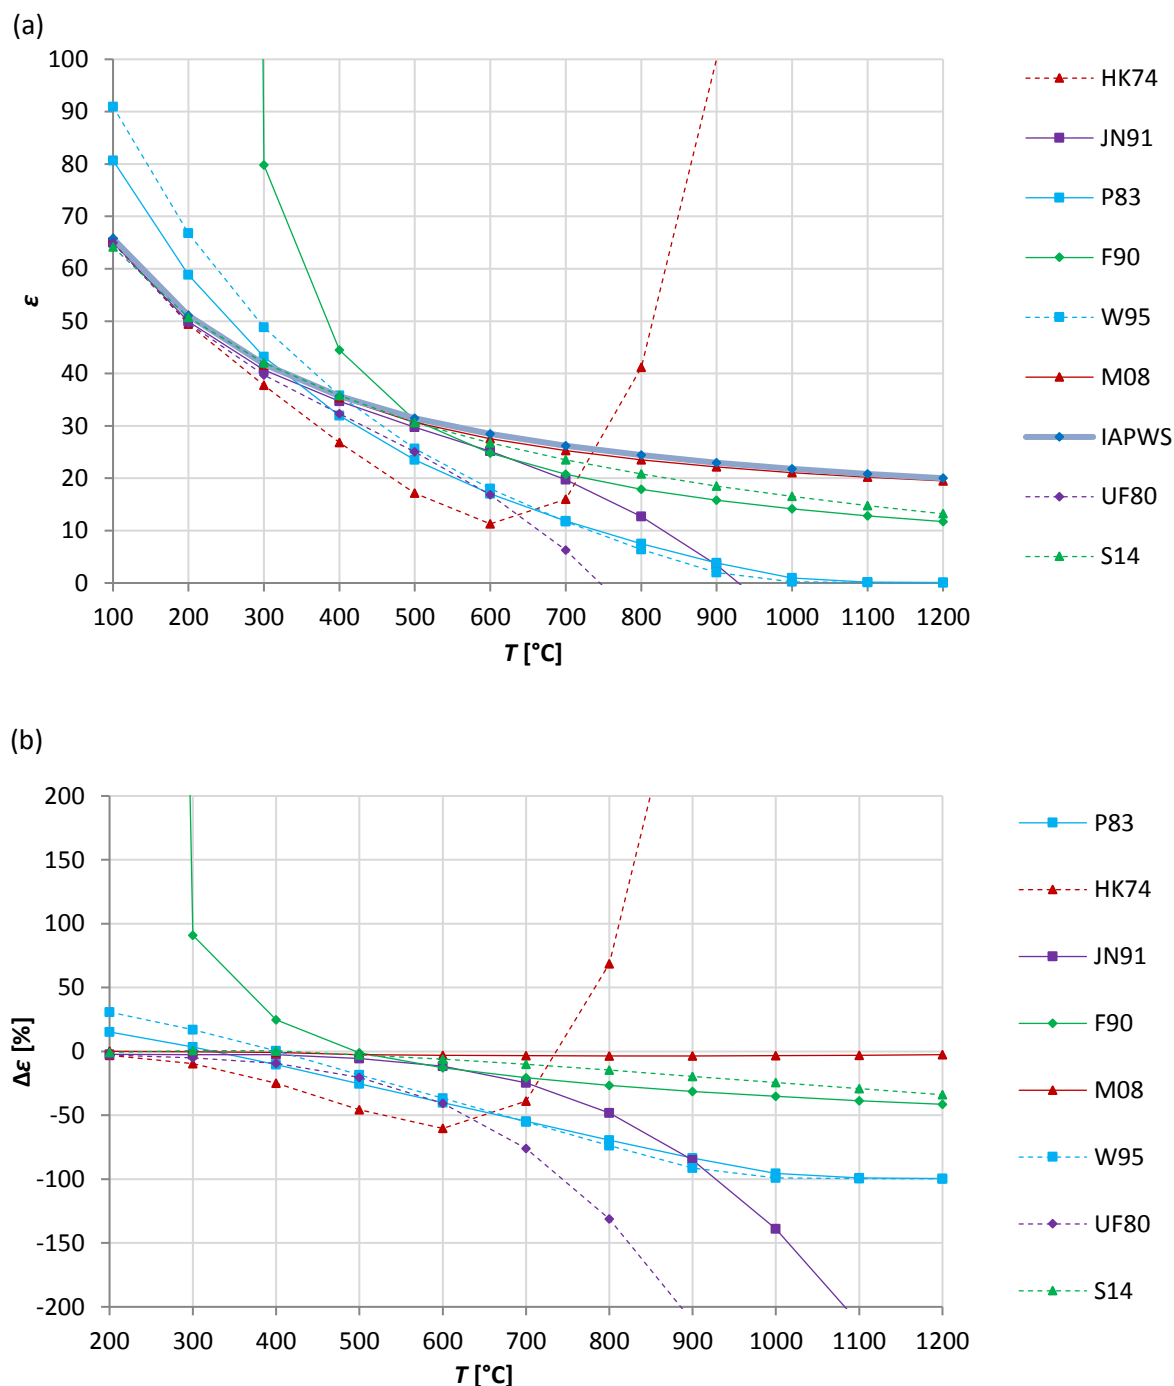 (a)
100
90
80
70
60
50
40
30
20
10
0
ε
100 200 300 400 500 600 700 800 900 1000 1100 1200
T [°C]
HK74
JN91
P83
F90
W95
M08
IAPWS
UF80
S14
(b)
200
150
100
50
0
-50
-100
-150
-200
Δε [%]
200 300 400 500 600 700 800 900 1000 1100 1200
T [°C]
P83
HK74
JN91
F90
M08
W95
UF80
S14